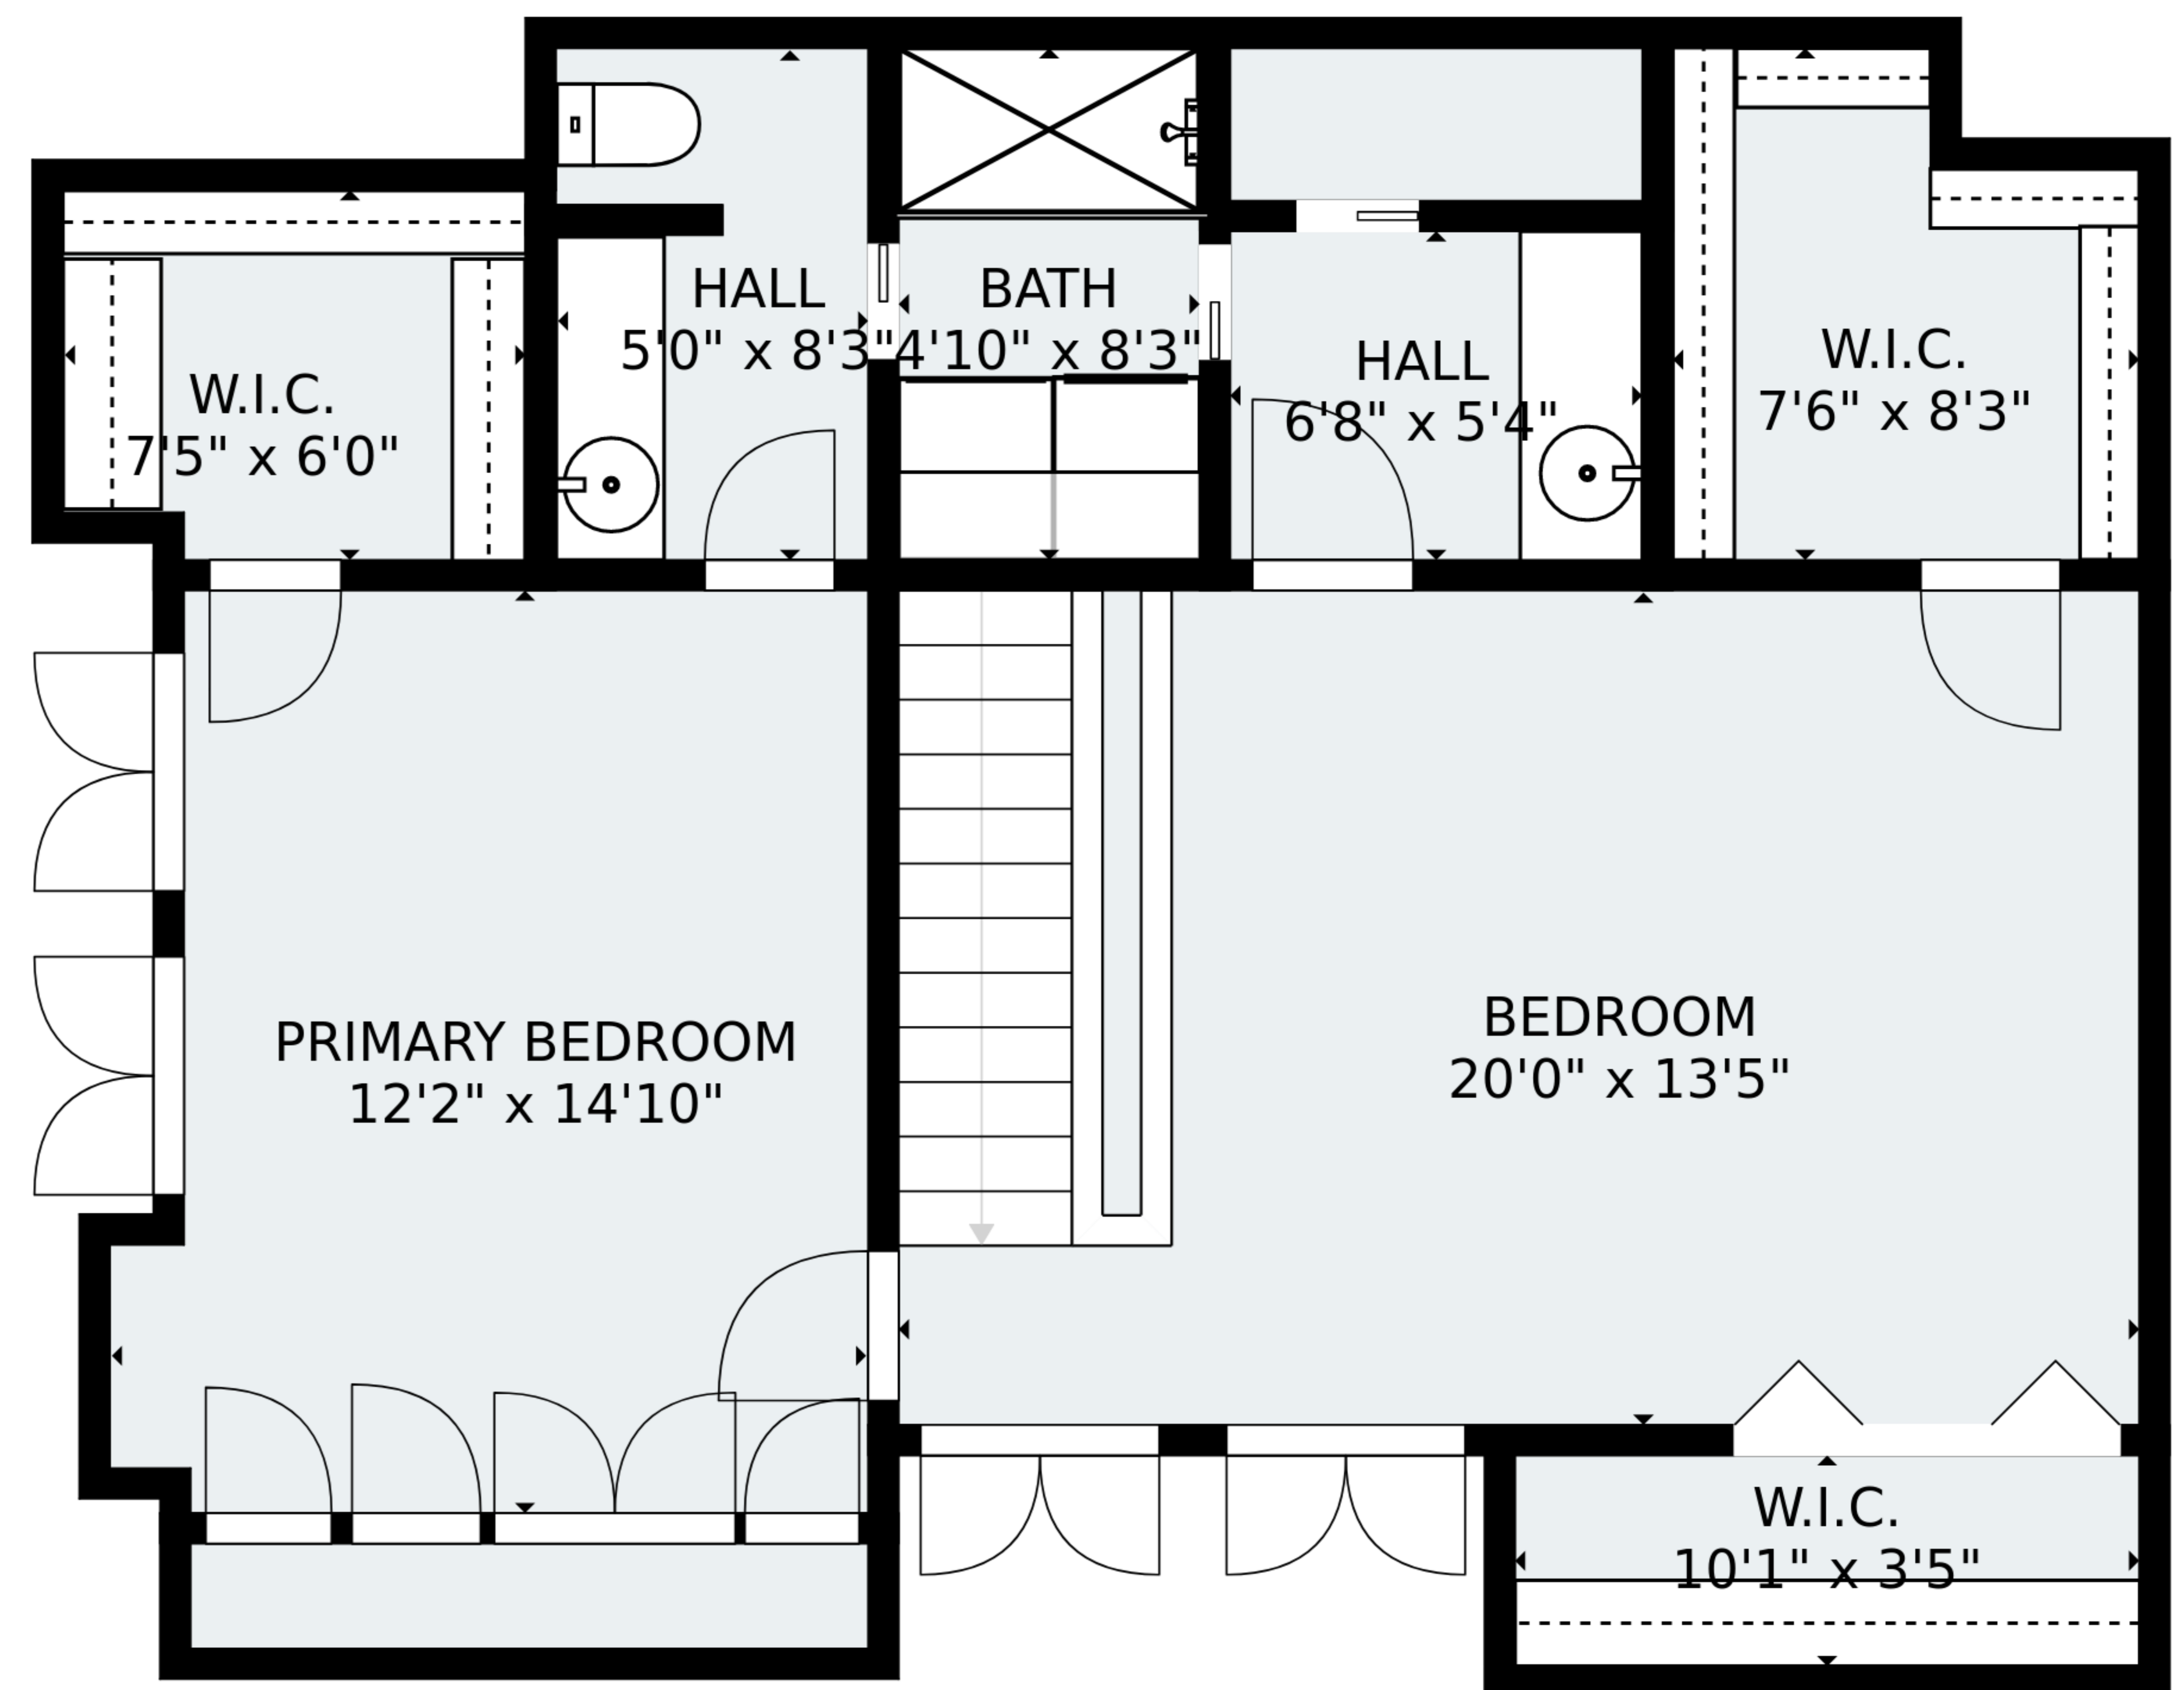 HALL
5'0" x 8'3"
BATH
4'10" x 8'3"
HALL
6'8" x 5'4"
W.I.C.
7'6" x 8'3"
W.I.C.
7'5" x 6'0"
PRIMARY BEDROOM
12'2" x 14'10"
BEDROOM
20'0" x 13'5"
W.I.C.
10'1" x 3'5"